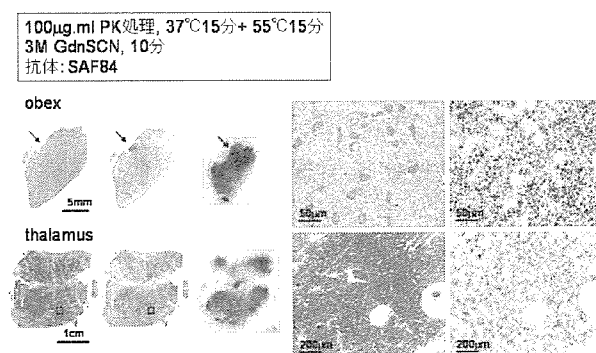 100μg.ml PK処理, 37℃15分+ 55℃15分
3M GdnSCN, 10分
抗体: SAF84
obex
5mm
50μm
50μm
thalamus
1cm
200μm
200μm